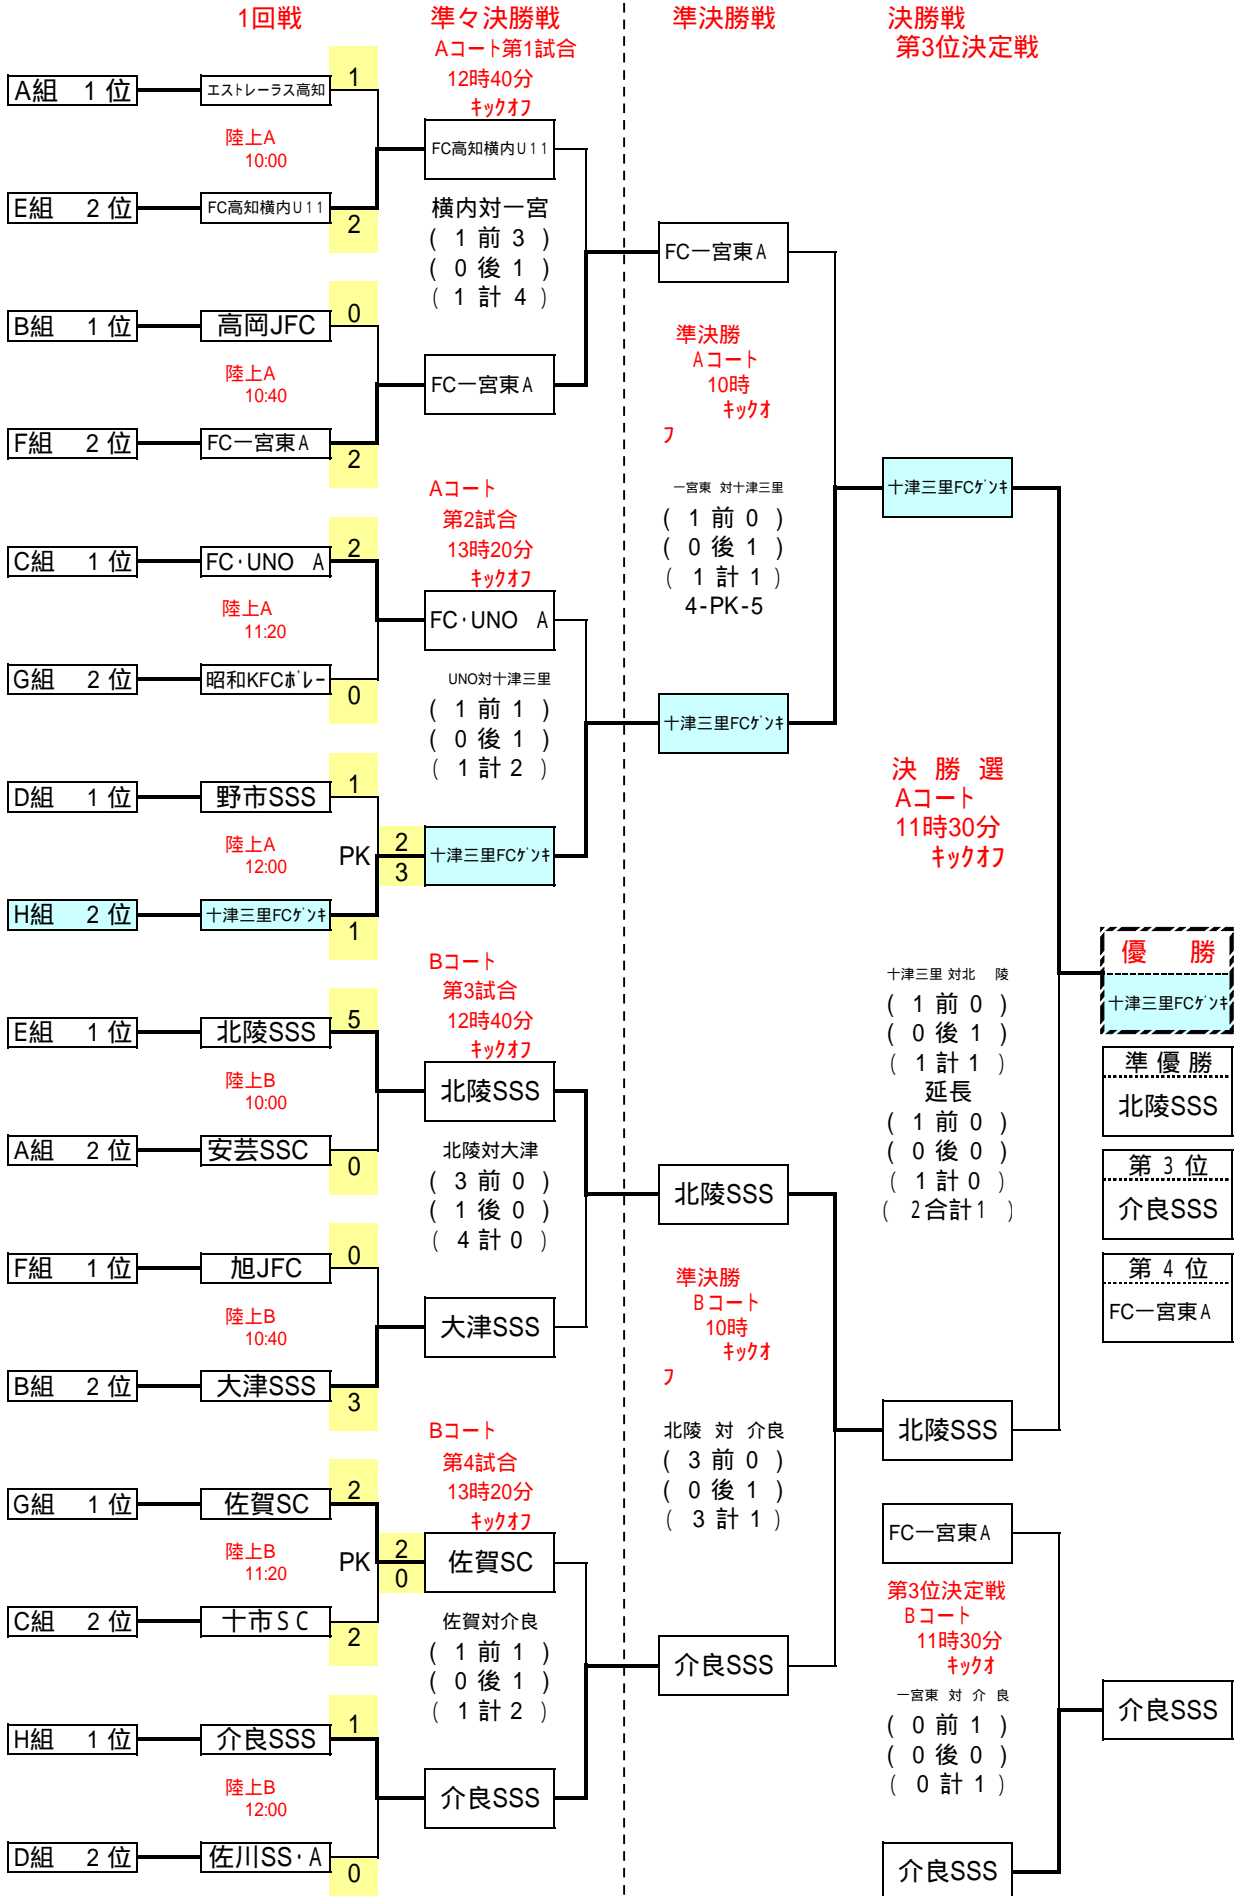 1回戦
準々決勝戦
準決勝戦
決勝戦
第3位決定戦
A組 1 位
エストレーラス高知
1
陸上A
10:00
E組 2 位
FC高知横内U11
2
B組 1 位
高岡JFC
0
陸上A
10:40
F組 2 位
FC一宮東A
2
C組 1 位
FC・UNO A
2
陸上A
11:20
G組 2 位
昭和KFCポレー
0
D組 1 位
野市SSS
1
陸上A
12:00
PK
2
3
H組 2 位
十津三里FCゲンキ
1
E組 1 位
北陵SSS
5
陸上B
10:00
A組 2 位
安芸SSC
0
F組 1 位
旭JFC
0
陸上B
10:40
B組 2 位
大津SSS
3
G組 1 位
佐賀SC
2
陸上B
11:20
PK
2
0
C組 2 位
十市SC
2
H組 1 位
介良SSS
1
陸上B
12:00
D組 2 位
佐川SS・A
0
Aコート第1試合
12時40分
キックオフ
FC高知横内U11
横内対一宮
( 1 前 3 )
( 0 後 1 )
( 1 計 4 )
FC一宮東A
Aコート
第2試合
13時20分
キックオフ
FC・UNO A
UNO対十津三里
( 1 前 1 )
( 0 後 1 )
( 1 計 2 )
十津三里FCゲンキ
Bコート
第3試合
12時40分
キックオフ
北陵SSS
北陵対大津
( 3 前 0 )
( 1 後 0 )
( 4 計 0 )
大津SSS
Bコート
第4試合
13時20分
キックオフ
佐賀SC
佐賀対介良
( 1 前 1 )
( 0 後 1 )
( 1 計 2 )
介良SSS
FC一宮東A
準決勝
Aコート
10時
キックオ
フ
一宮東 対十津三里
( 1 前 0 )
( 0 後 1 )
( 1 計 1 )
4-PK-5
十津三里FCゲンキ
北陵SSS
準決勝
Bコート
10時
キックオ
フ
北陵 対 介良
( 3 前 0 )
( 0 後 1 )
( 3 計 1 )
介良SSS
十津三里FCゲンキ
決 勝 選
Aコート
11時30分
キックオフ
十津三里 対北 陵
( 1 前 0 )
( 0 後 1 )
( 1 計 1 )
延長
( 1 前 0 )
( 0 後 0 )
( 1 計 0 )
( 2合計1 )
北陵SSS
FC一宮東A
第3位決定戦
Bコート
11時30分
キックオ
一宮東 対 介 良
( 0 前 1 )
( 0 後 0 )
( 0 計 1 )
介良SSS
介良SSS
優 勝
十津三里FCゲンキ
準 優 勝
北陵SSS
第 3 位
介良SSS
第 4 位
FC一宮東A